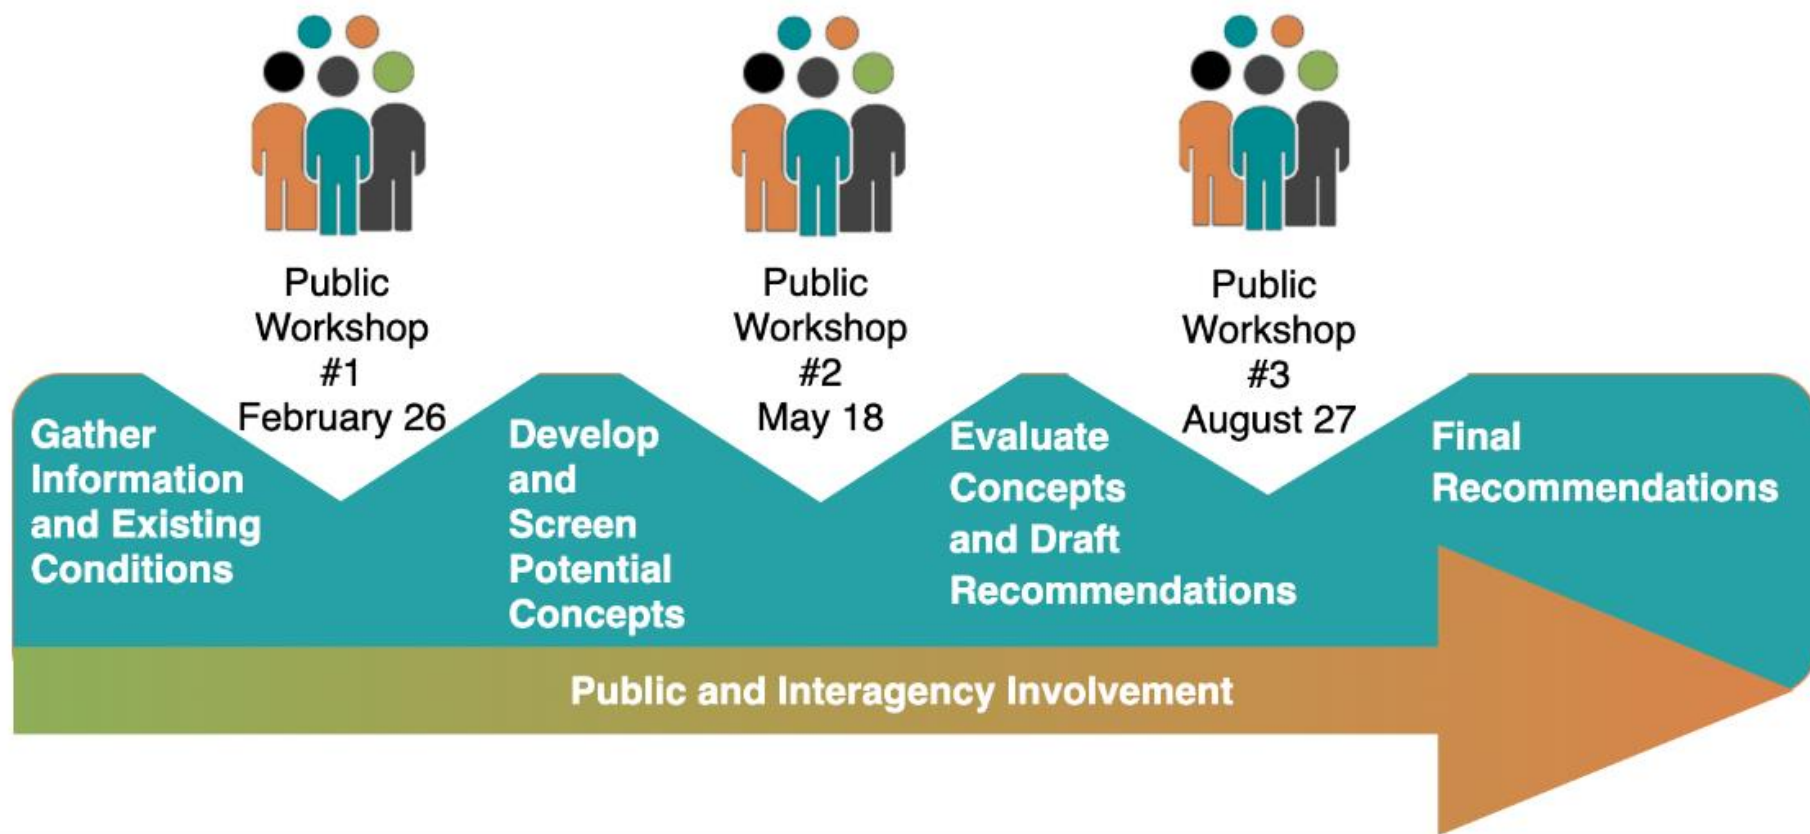 Public
Workshop
#1
February 26
Public
Workshop
#2
May 18
Public
Workshop
#3
August 27
Gather
Information
and Existing
Conditions
Develop
and
Screen
Potential
Concepts
Evaluate
Concepts
and Draft
Recommendations
Final
Recommendations
Public and Interagency Involvement